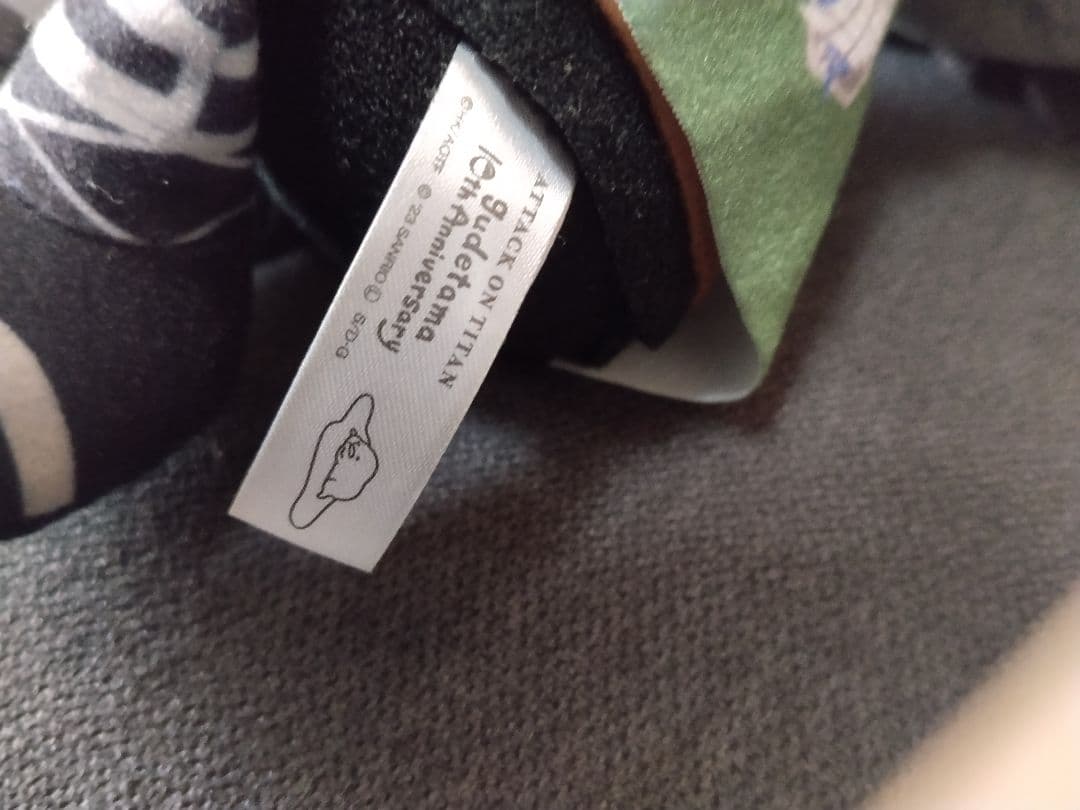 ATTACK ON TITAN
gudetama
10th Anniversary
© '23 SANRIO Ⓛ S/D·G